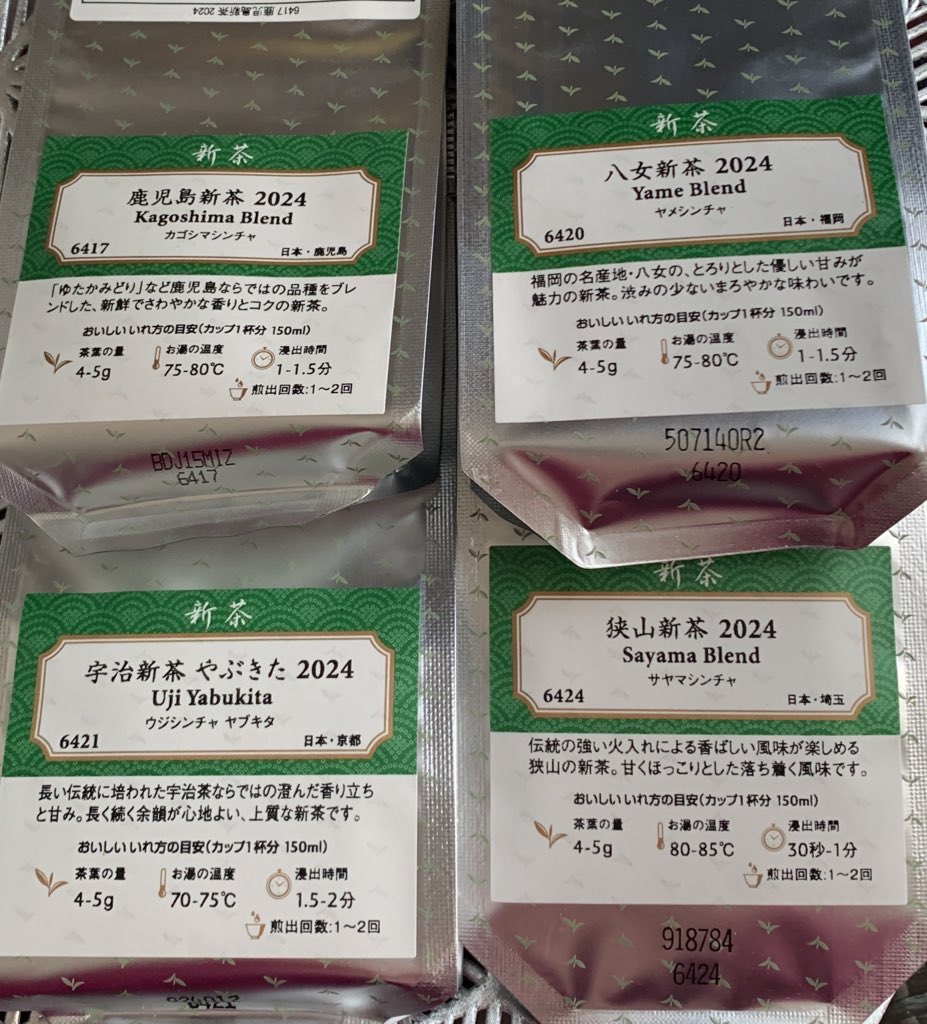 6417 鹿児島新茶 2024
新茶
鹿児島新茶 2024
Kagoshima Blend
カゴシマシンチャ
6417
日本・鹿児島
「ゆたかみどり」など鹿児島ならではの品種をブレ
ンドした、新鮮でさわやかな香りとコクの新茶。
おいしいいれ方の目安(カップ1杯分 150ml)
茶葉の量
4-5g
お湯の温度
75-80℃
浸出時間
1-1.5分
煎出回数:1〜2回
BDJ15M1Z
6417
新茶
八女新茶 2024
Yame Blend
ヤメシンチャ
6420
日本・福岡
福岡の名産地・八女の、とろりとした優しい甘みが
魅力の新茶。渋みの少ないまろやかな味わいです。
おいしいいれ方の目安(カップ1杯分 150ml)
茶葉の量
4-5g
お湯の温度
75-80℃
浸出時間
1-1.5分
煎出回数:1〜2回
507140R2
6420
新茶
宇治新茶 やぶきた 2024
Uji Yabukita
ウジシンチャ ヤブキタ
6421
日本・京都
長い伝統に培われた宇治茶ならではの澄んだ香り立ち
と甘み。長く続く余韻が心地よい、上質な新茶です。
おいしいいれ方の目安(カップ1杯分 150ml)
茶葉の量
4-5g
お湯の温度
70-75℃
浸出時間
1.5-2分
煎出回数:1〜2回
6421
新茶
狭山新茶 2024
Sayama Blend
サヤマシンチャ
6424
日本・埼玉
伝統の強い火入れによる香ばしい風味が楽しめる
狭山の新茶。甘くほっこりとした落ち着く風味です。
おいしいいれ方の目安(カップ1杯分 150ml)
茶葉の量
4-5g
お湯の温度
80-85℃
浸出時間
30秒-1分
煎出回数:1〜2回
918784
6424